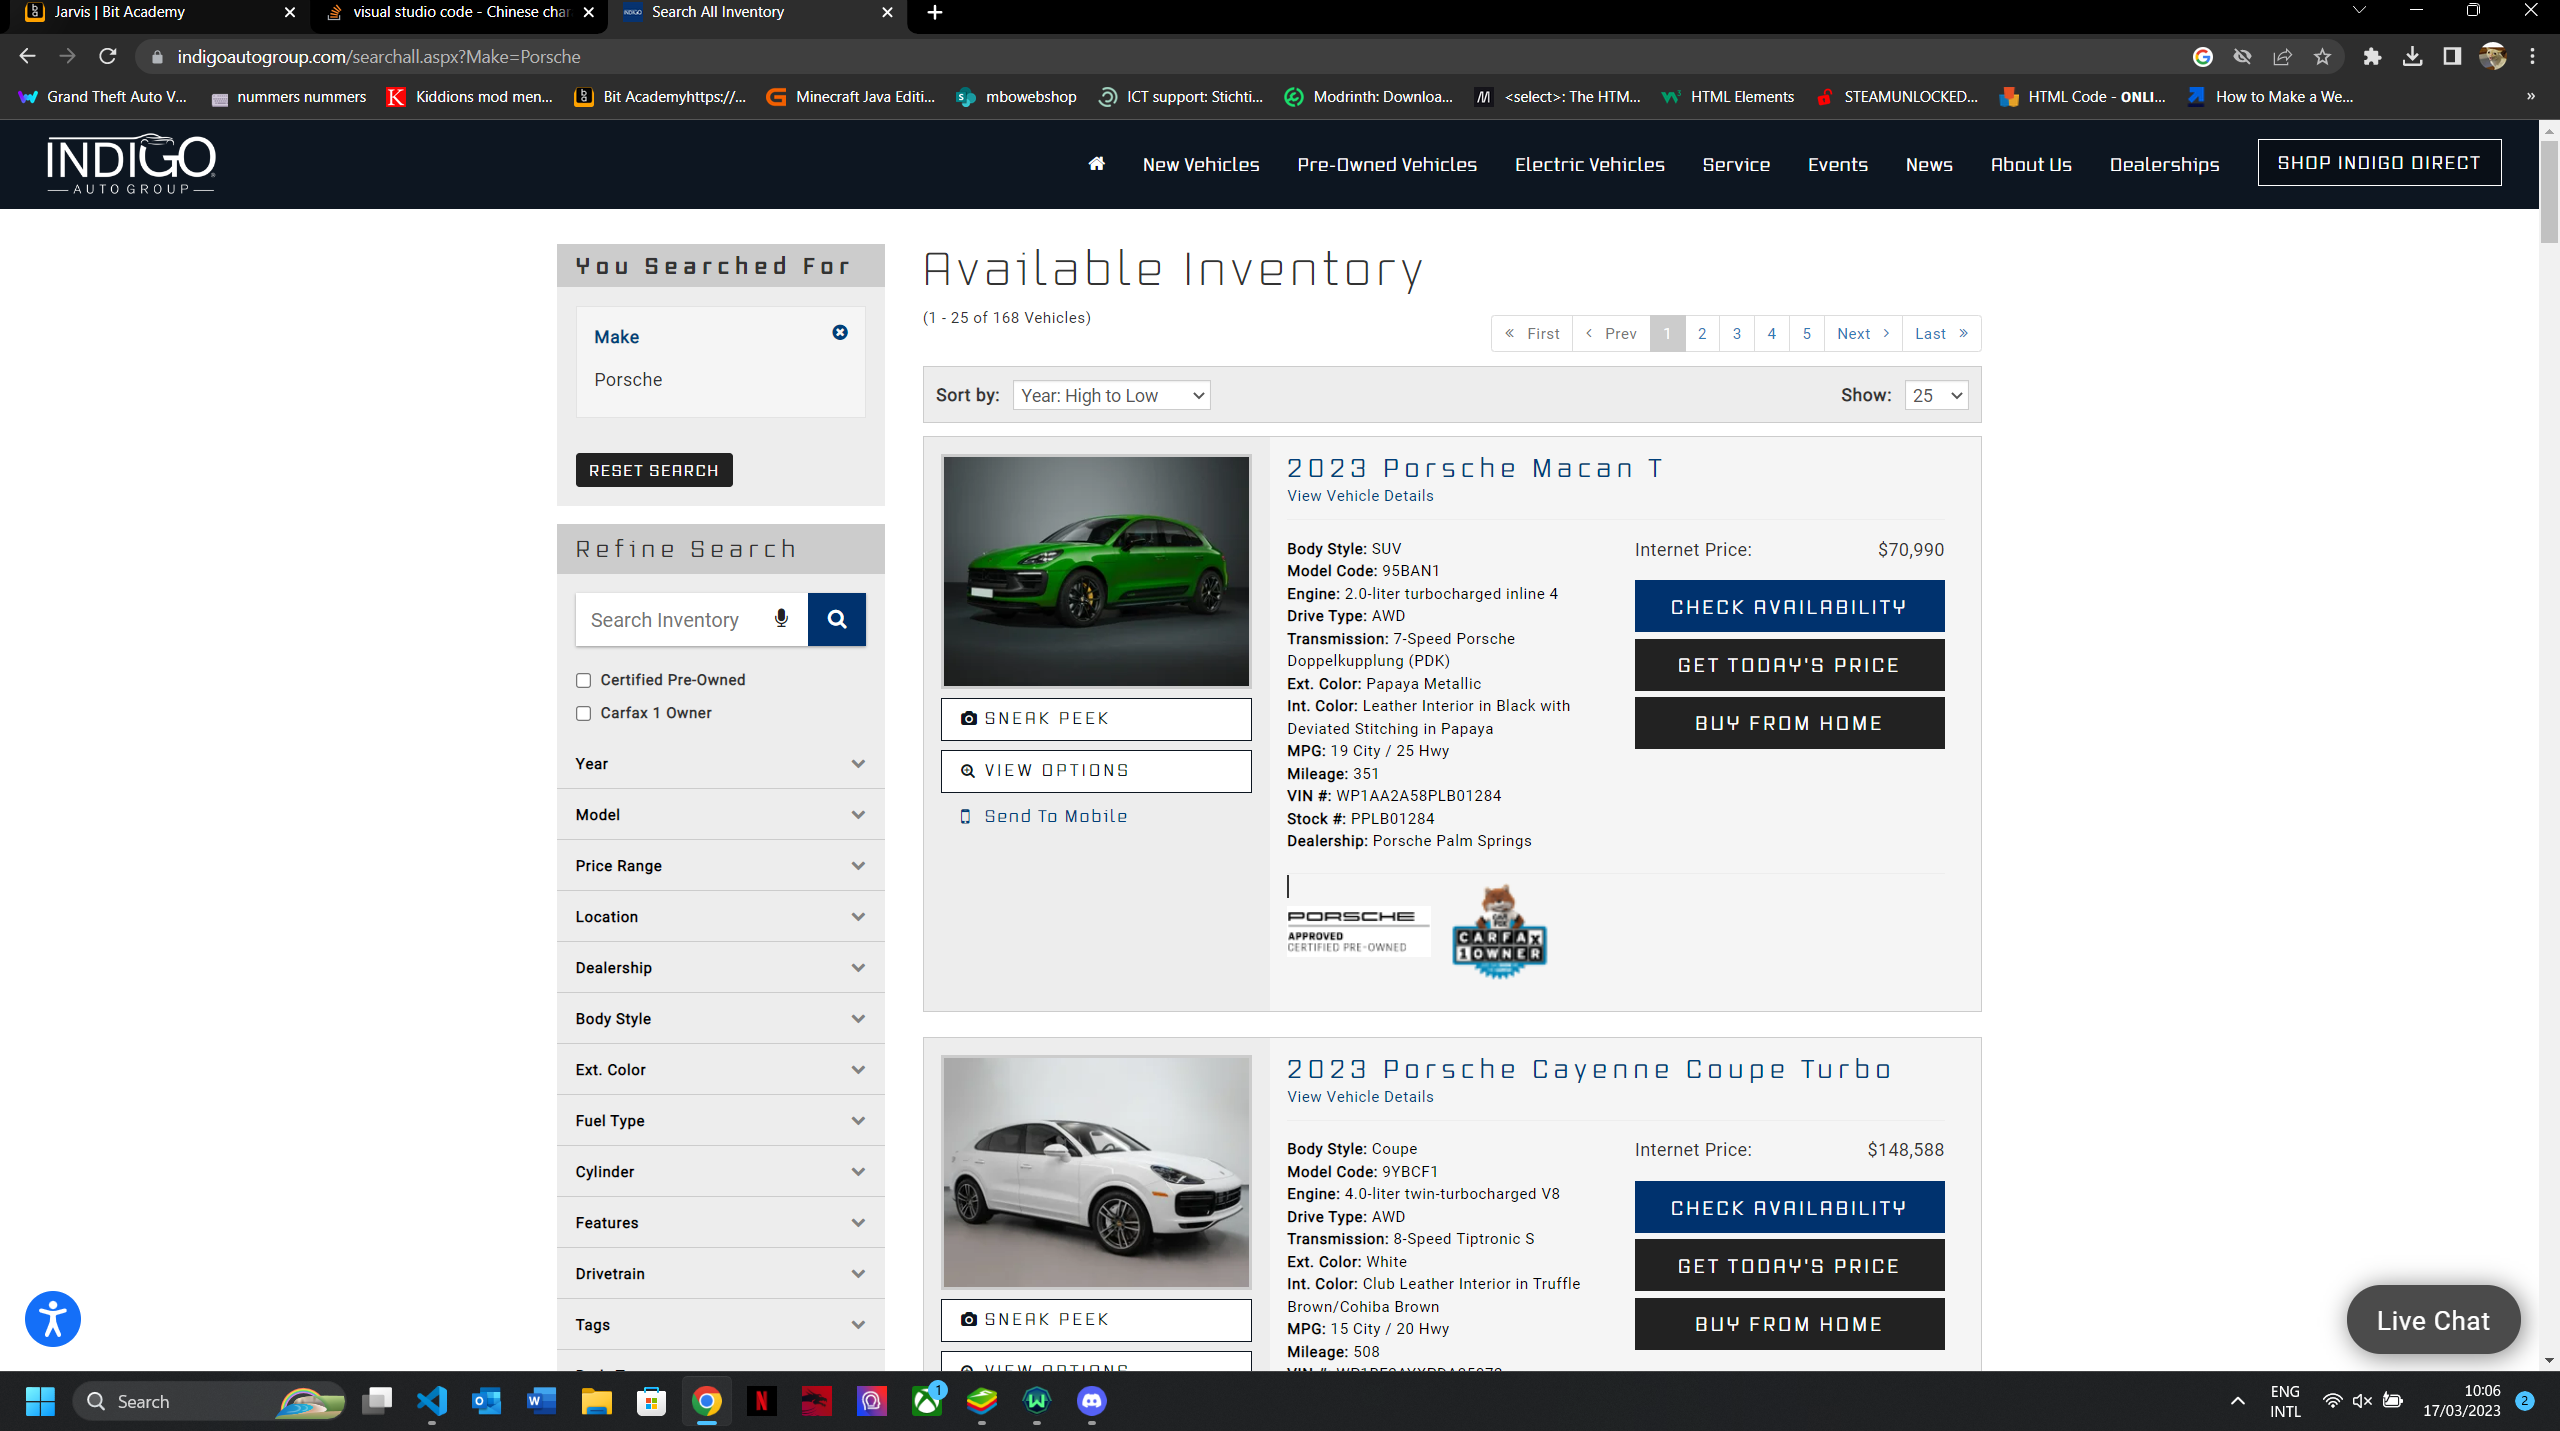 Jarvis | Bit Academy
visual studio code - Chinese char
Search All Inventory
indigoautogroup.com/searchall.aspx?Make=Porsche
Grand Theft Auto V...
nummers nummers
Kiddions mod men...
Bit Academyhttps://...
Minecraft Java Editi...
mbowebshop
ICT support: Stichti...
Modrinth: Downloa...
<select>: The HTM...
HTML Elements
STEAMUNLOCKED...
HTML Code - ONLI...
How to Make a We...
»
INDIGO
AUTO GROUP
New Vehicles
Pre-Owned Vehicles
Electric Vehicles
Service
Events
News
About Us
Dealerships
SHOP INDIGO DIRECT
You Searched For
Make
Porsche
RESET SEARCH
Refine Search
Search Inventory
Certified Pre-Owned
Carfax 1 Owner
Year
Model
Price Range
Location
Dealership
Body Style
Ext. Color
Fuel Type
Cylinder
Features
Drivetrain
Tags
Available Inventory
(1 - 25 of 168 Vehicles)
« First ‹ Prev 1 2 3 4 5 Next › Last »
Sort by: Year: High to Low
Show: 25
2023 Porsche Macan T
View Vehicle Details
Body Style: SUV
Model Code: 95BAN1
Engine: 2.0-liter turbocharged inline 4
Drive Type: AWD
Transmission: 7-Speed Porsche
Doppelkupplung (PDK)
Ext. Color: Papaya Metallic
Int. Color: Leather Interior in Black with
Deviated Stitching in Papaya
MPG: 19 City / 25 Hwy
Mileage: 351
VIN #: WP1AA2A58PLB01284
Stock #: PPLB01284
Dealership: Porsche Palm Springs
Internet Price: $70,990
CHECK AVAILABILITY
GET TODAY'S PRICE
BUY FROM HOME
SNEAK PEEK
VIEW OPTIONS
Send To Mobile
PORSCHE
APPROVED
CERTIFIED PRE-OWNED
CAR
FOX
CARFAX
1 OWNER
2023 Porsche Cayenne Coupe Turbo
View Vehicle Details
Body Style: Coupe
Model Code: 9YBCF1
Engine: 4.0-liter twin-turbocharged V8
Drive Type: AWD
Transmission: 8-Speed Tiptronic S
Ext. Color: White
Int. Color: Club Leather Interior in Truffle
Brown/Cohiba Brown
MPG: 15 City / 20 Hwy
Mileage: 508
Internet Price: $148,588
CHECK AVAILABILITY
GET TODAY'S PRICE
BUY FROM HOME
SNEAK PEEK
VIEW OPTIONS
Live Chat
Search
1
ENG
INTL
10:06
17/03/2023
2